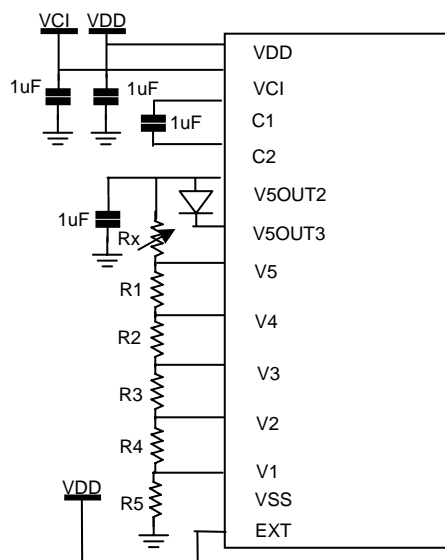 VCI VDD
VDD
1uF 1uF
VCI
C1
1uF
C2
V5OUT2
1uF
Rx
V5OUT3
V5
R1
V4
R2
V3
R3
V2
R4
V1
VDD
R5
VSS
EXT